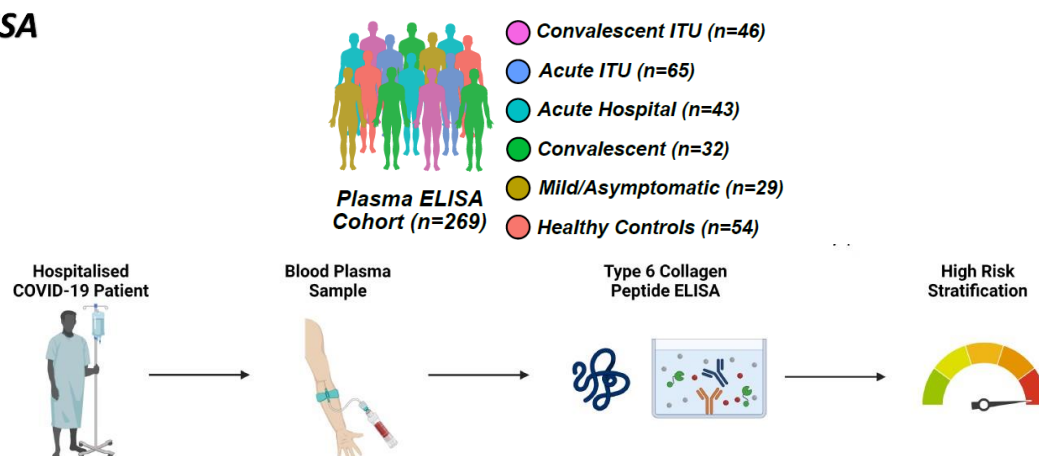 SA
Convalescent ITU (n=46)
Acute ITU (n=65)
Acute Hospital (n=43)
Convalescent (n=32)
Mild/Asymptomatic (n=29)
Healthy Controls (n=54)
Plasma ELISA
Cohort (n=269)
Hospitalised
COVID-19 Patient
Blood Plasma
Sample
Type 6 Collagen
Peptide ELISA
High Risk
Stratification